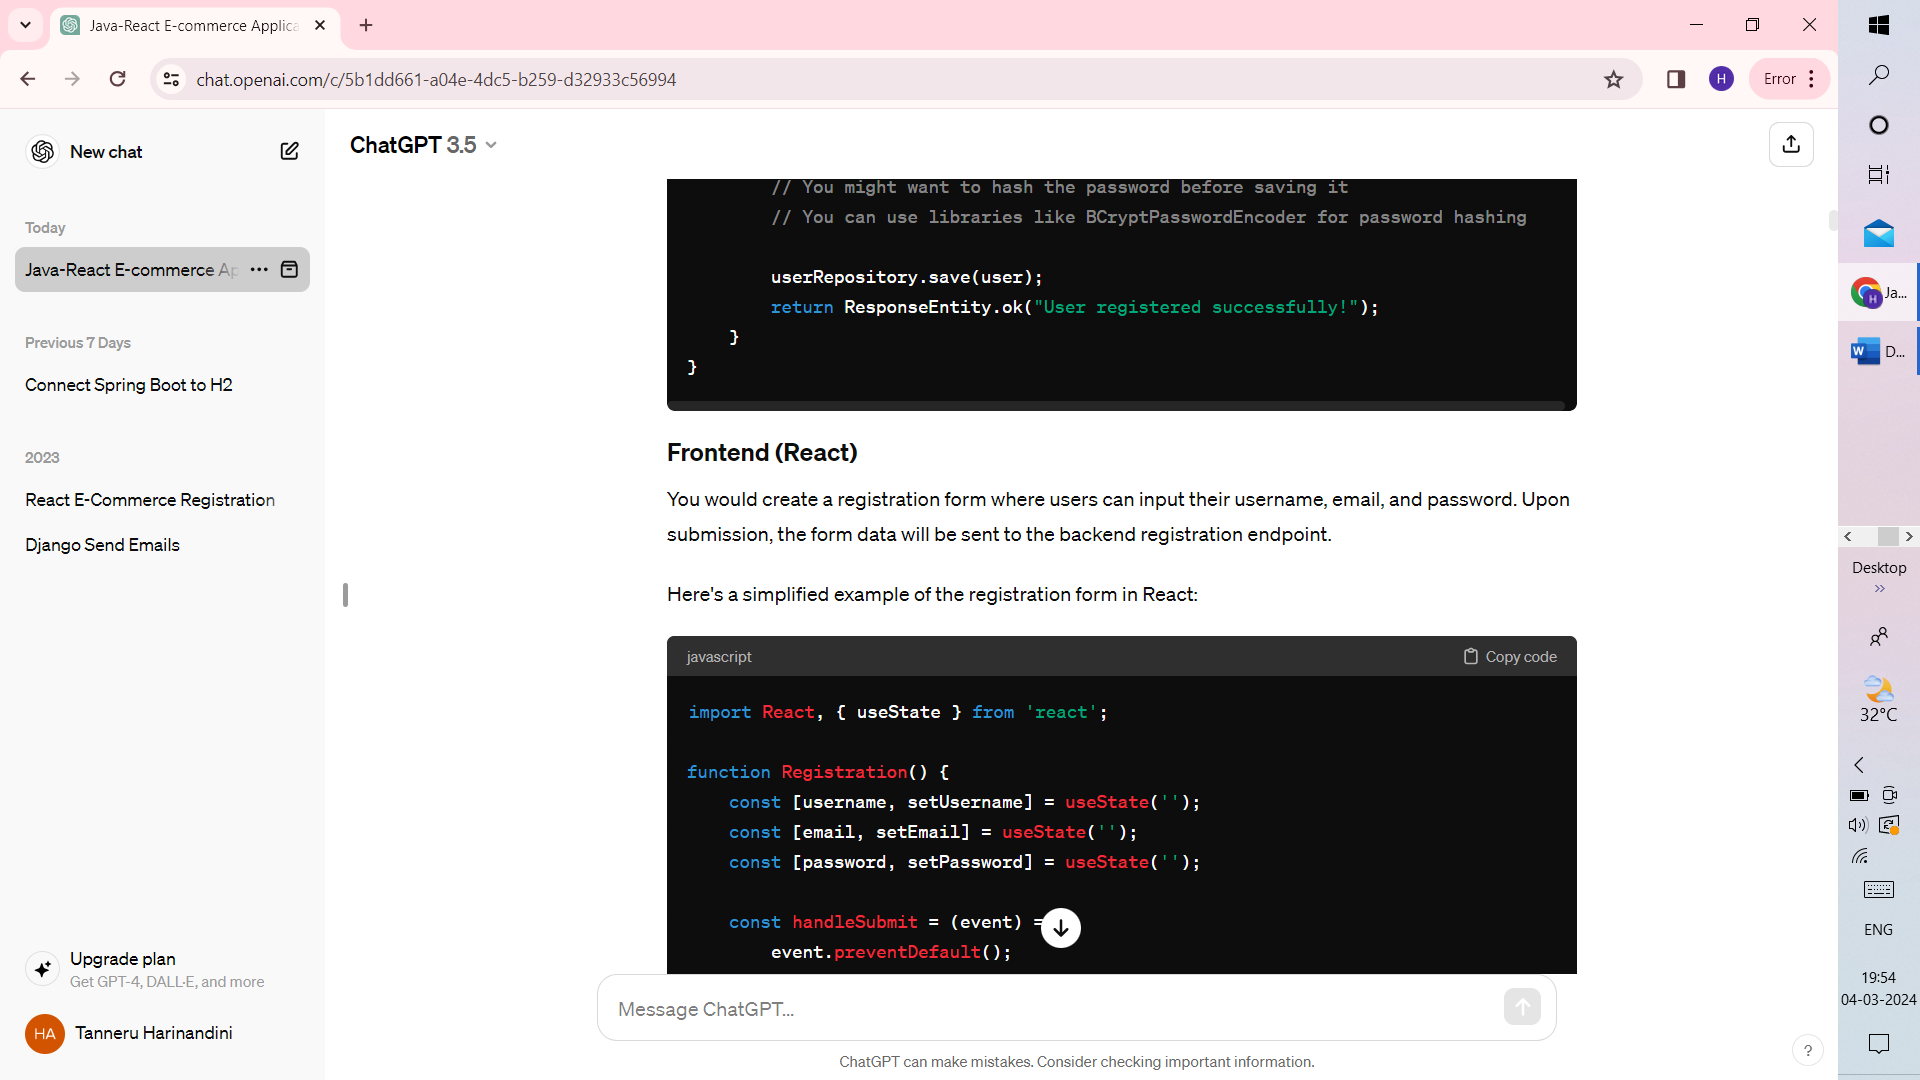 Java-React E-commerce Applica
chat.openai.com/c/5b1dd661-a04e-4dc5-b259-d32933c56994
H
Error
New chat
Today
Java-React E-commerce Ap
Previous 7 Days
Connect Spring Boot to H2
2023
React E-Commerce Registration
Django Send Emails
Upgrade plan
Get GPT-4, DALL·E, and more
HA
Tanneru Harinandini
ChatGPT 3.5
// You might want to hash the password before saving it
// You can use libraries like BCryptPasswordEncoder for password hashing
userRepository.save(user);
return ResponseEntity.ok("User registered successfully!");
}
}
Frontend (React)
You would create a registration form where users can input their username, email, and password. Upon
submission, the form data will be sent to the backend registration endpoint.
Here's a simplified example of the registration form in React:
javascript
Copy code
import React, { useState } from 'react';
function Registration() {
const [username, setUsername] = useState('');
const [email, setEmail] = useState('');
const [password, setPassword] = useState('');
const handleSubmit = (event) =
event.preventDefault();
Message ChatGPT...
ChatGPT can make mistakes. Consider checking important information.
?
H
Ja...
W
D...
Desktop
32°C
ENG
19:54
04-03-2024